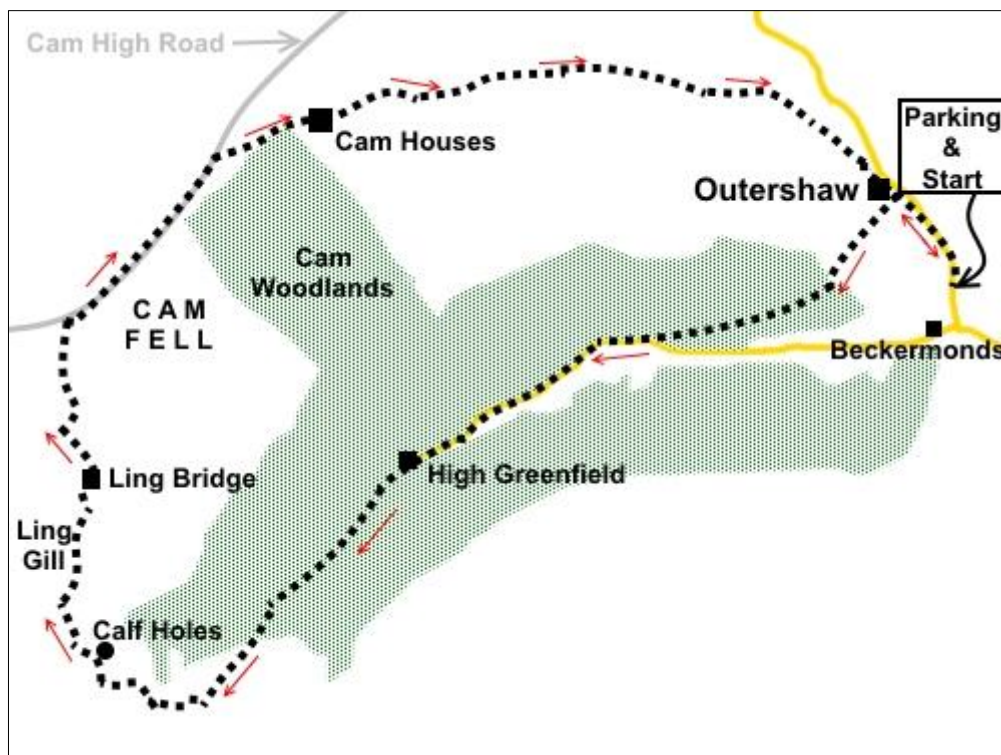 Cam High Road
Parking
&
Start
Cam Houses
Outershaw
Cam
Woodlands
C A M
F E L L
Beckermonds
High Greenfield
Ling Bridge
Ling
Gill
Calf Holes